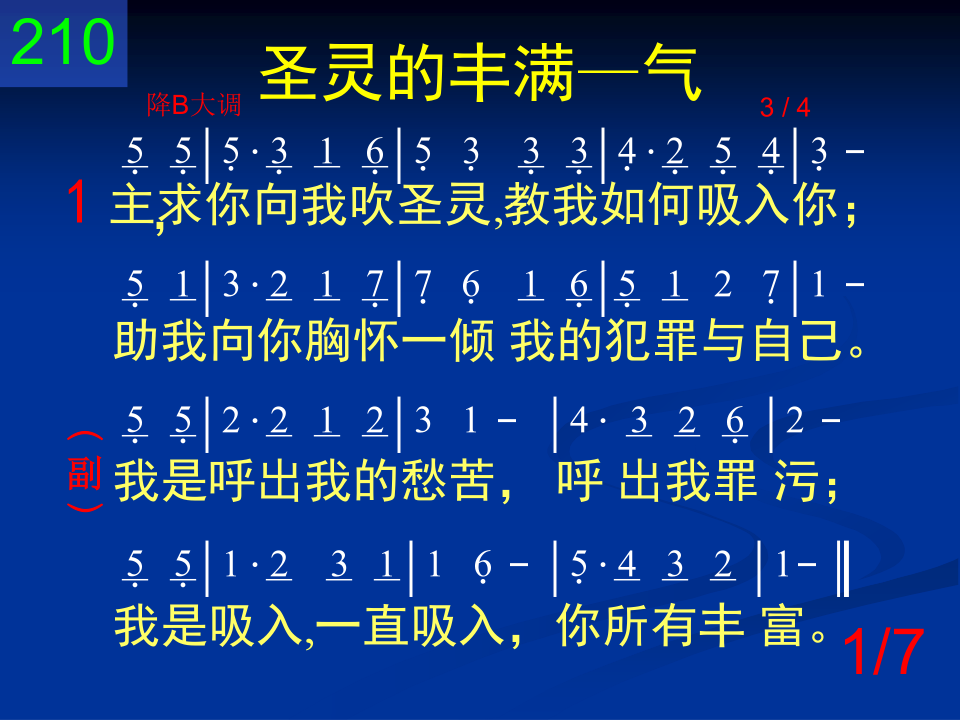 210
圣灵的丰满—气
降B大调
3 / 4
5 5|5 · 3 1 6|5 3 3 3|4 · 2 5 4|3 -
1 主,求你向我吹圣灵,教我如何吸入你；
5 1|3 · 2 1 7|7 6 1 6|5 1 2 7|1 -
助我向你胸怀一倾 我的犯罪与自己。
5 5|2 · 2 1 2|3 1 - |4 · 3 2 6|2 -
（副） 我是呼出我的愁苦， 呼 出我罪 污；
5 5|1 · 2 3 1|1 6 - |5 · 4 3 2|1 - ‖
我是吸入,一直吸入，你所有丰 富。
1/7